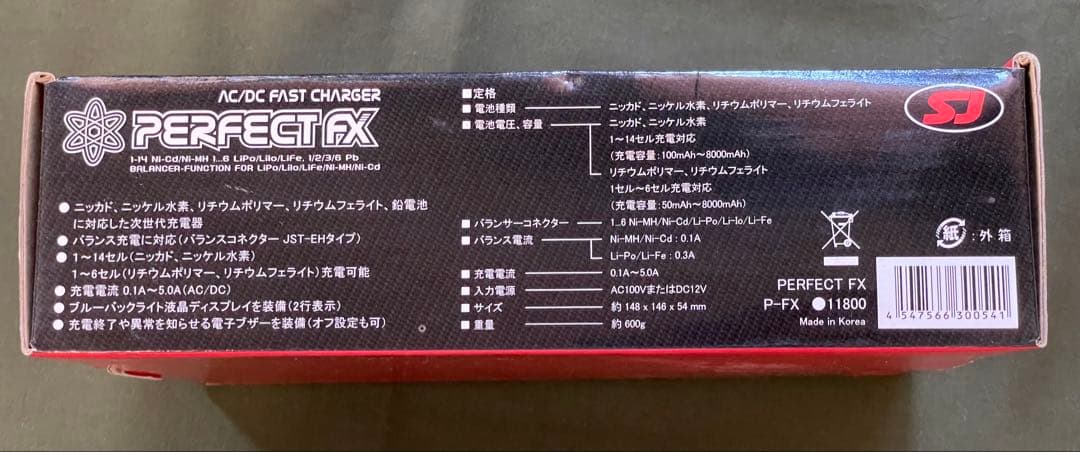 AC/DC FAST CHARGER
PERFECT FX
1-14 Ni-Cd/Ni-MH 1...6 LiPo/LiIo/LiFe, 1/2/3/6 Pb
BALANCER-FUNCTION FOR LiPo/LiIo/LiFe/Ni-MH/Ni-Cd
●ニッカド、ニッケル水素、リチウムポリマー、リチウムフェライト、鉛電池
に対応した次世代充電器
●バランス充電に対応(バランスコネクター JST-EHタイプ)
●1〜14セル(ニッカド、ニッケル水素)
1〜6セル(リチウムポリマー、リチウムフェライト)充電可能
●充電電流 0.1A〜5.0A(AC/DC)
●ブルーバックライト液晶ディスプレイを装備(2行表示)
●充電終了や異常を知らせる電子ブザーを装備(オフ設定も可)
■定格
■電池種類 ニッカド、ニッケル水素、リチウムポリマー、リチウムフェライト
■電池電圧、容量 ニッカド、ニッケル水素
1〜14セル充電対応
(充電容量:100mAh〜8000mAh)
リチウムポリマー、リチウムフェライト
1セル〜6セル充電対応
(充電容量:50mAh〜8000mAh)
■バランサーコネクター 1...6 Ni-MH/Ni-Cd/Li-Po/Li-Io/Li-Fe
■バランス電流 Ni-MH/Ni-Cd : 0.1A
Li-Po/Li-Fe : 0.3A
■充電電流 0.1A〜5.0A
■入力電源 AC100VまたはDC12V
■サイズ 約 148 × 146 × 54 mm
■重量 約 600g
SJ
紙 : 外 箱
PERFECT FX
P-FX ●11800
Made in Korea
4 547566 300541